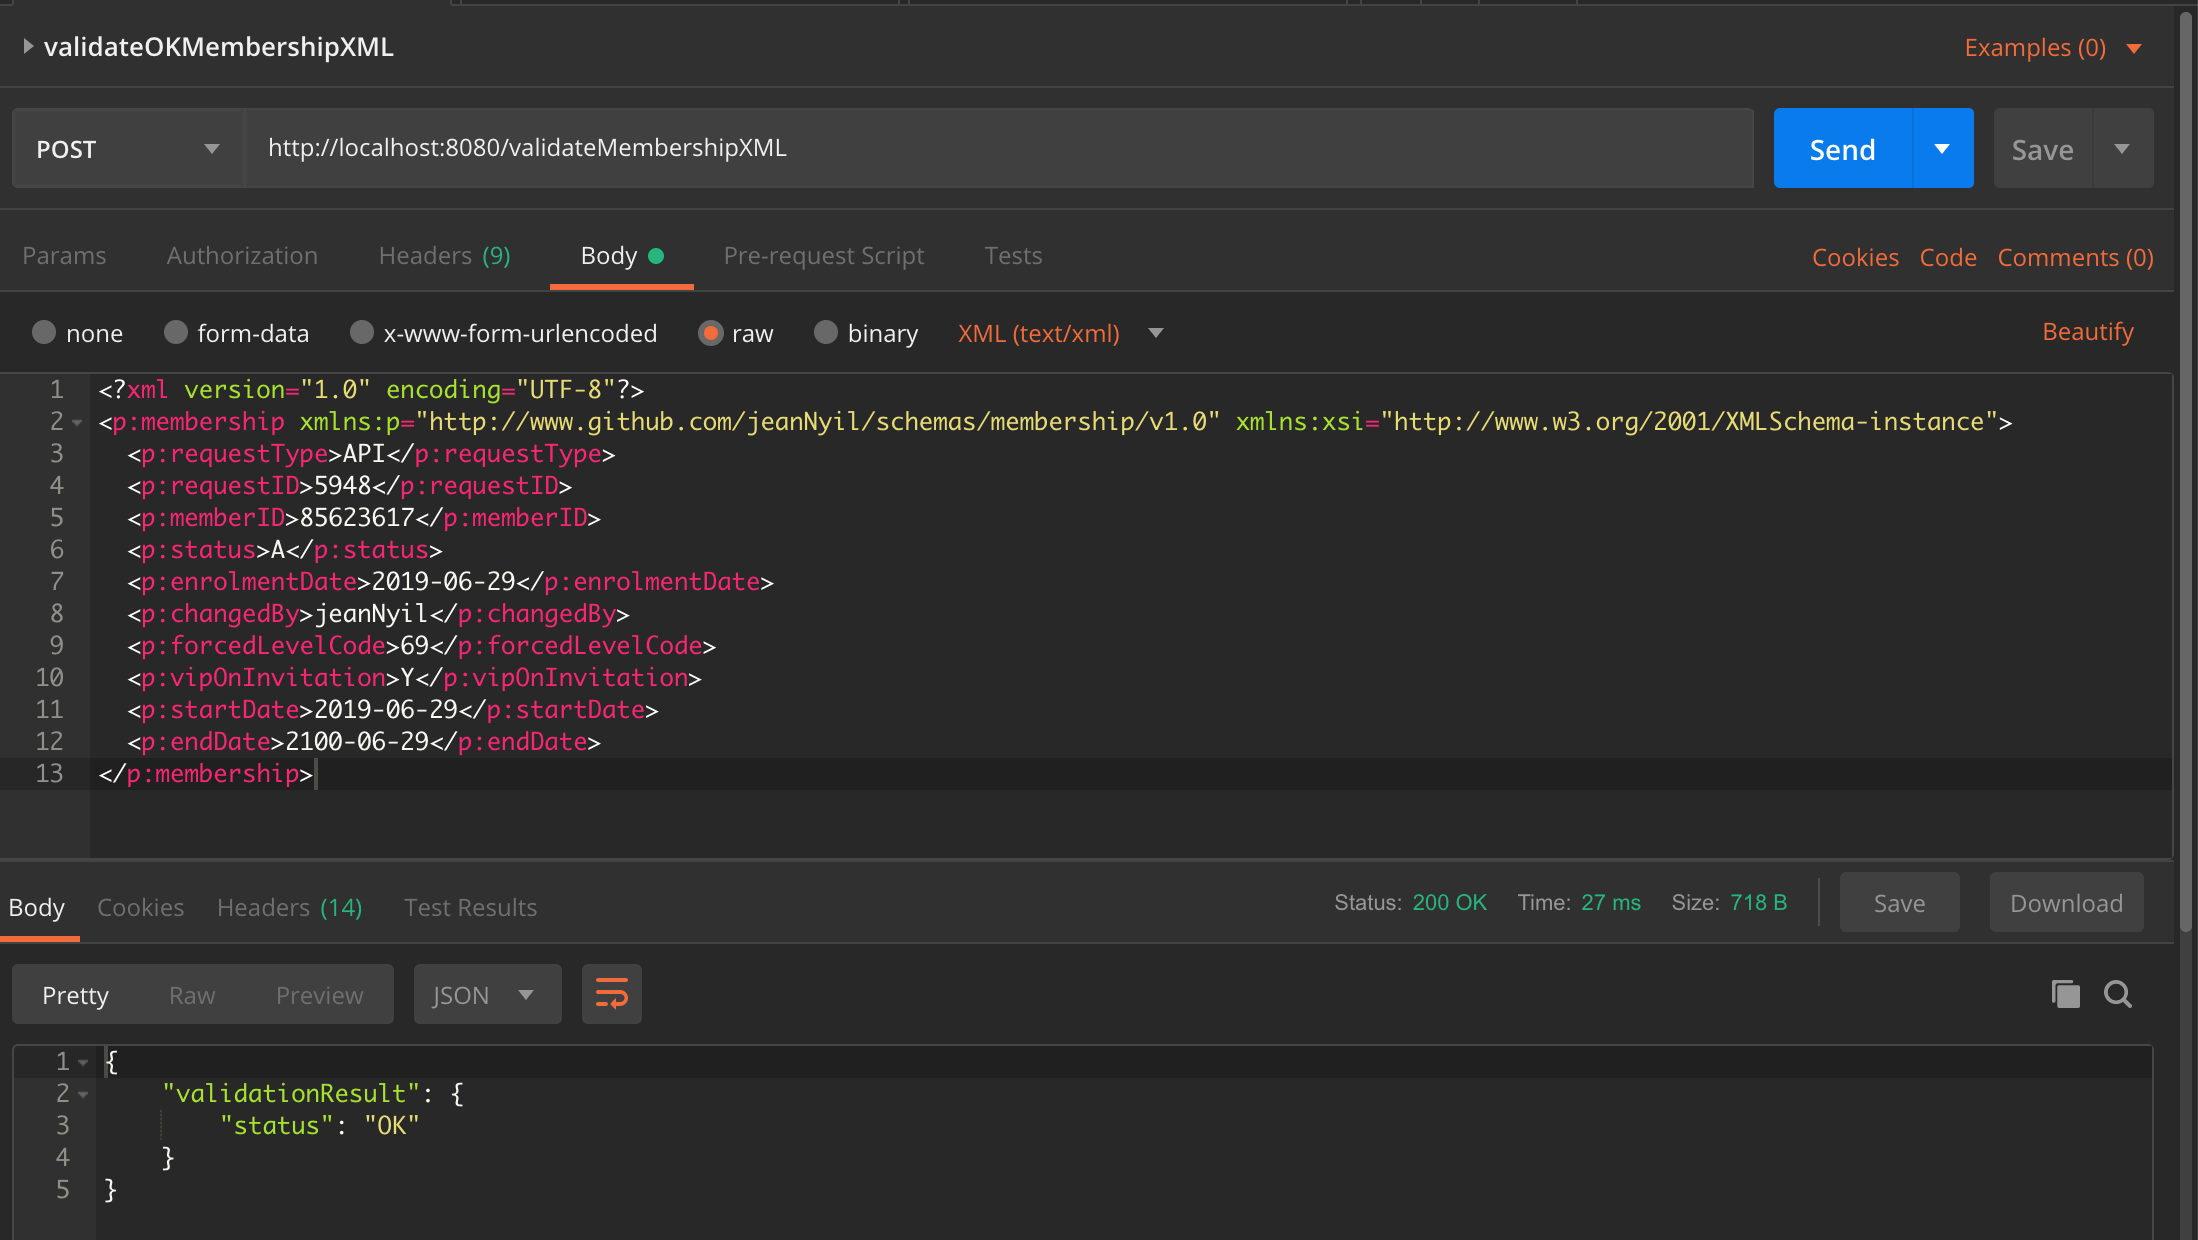 validateOKMembershipXML
Examples (0)
POST
http://localhost:8080/validateMembershipXML
Send
Save
Params
Authorization
Headers (9)
Body
Pre-request Script
Tests
Cookies
Code
Comments (0)
none
form-data
x-www-form-urlencoded
raw
binary
XML (text/xml)
Beautify
1 <?xml version="1.0" encoding="UTF-8"?>
2 <p:membership xmlns:p="http://www.github.com/jeanNyil/schemas/membership/v1.0" xmlns:xsi="http://www.w3.org/2001/XMLSchema-instance">
3 <p:requestType>API</p:requestType>
4 <p:requestID>5948</p:requestID>
5 <p:memberID>85623617</p:memberID>
6 <p:status>A</p:status>
7 <p:enrolmentDate>2019-06-29</p:enrolmentDate>
8 <p:changedBy>jeanNyil</p:changedBy>
9 <p:forcedLevelCode>69</p:forcedLevelCode>
10 <p:vipOnInvitation>Y</p:vipOnInvitation>
11 <p:startDate>2019-06-29</p:startDate>
12 <p:endDate>2100-06-29</p:endDate>
13 </p:membership>
Body
Cookies
Headers (14)
Test Results
Status: 200 OK
Time: 27 ms
Size: 718 B
Save
Download
Pretty
Raw
Preview
JSON
1 {
2 "validationResult": {
3 "status": "OK"
4 }
5 }